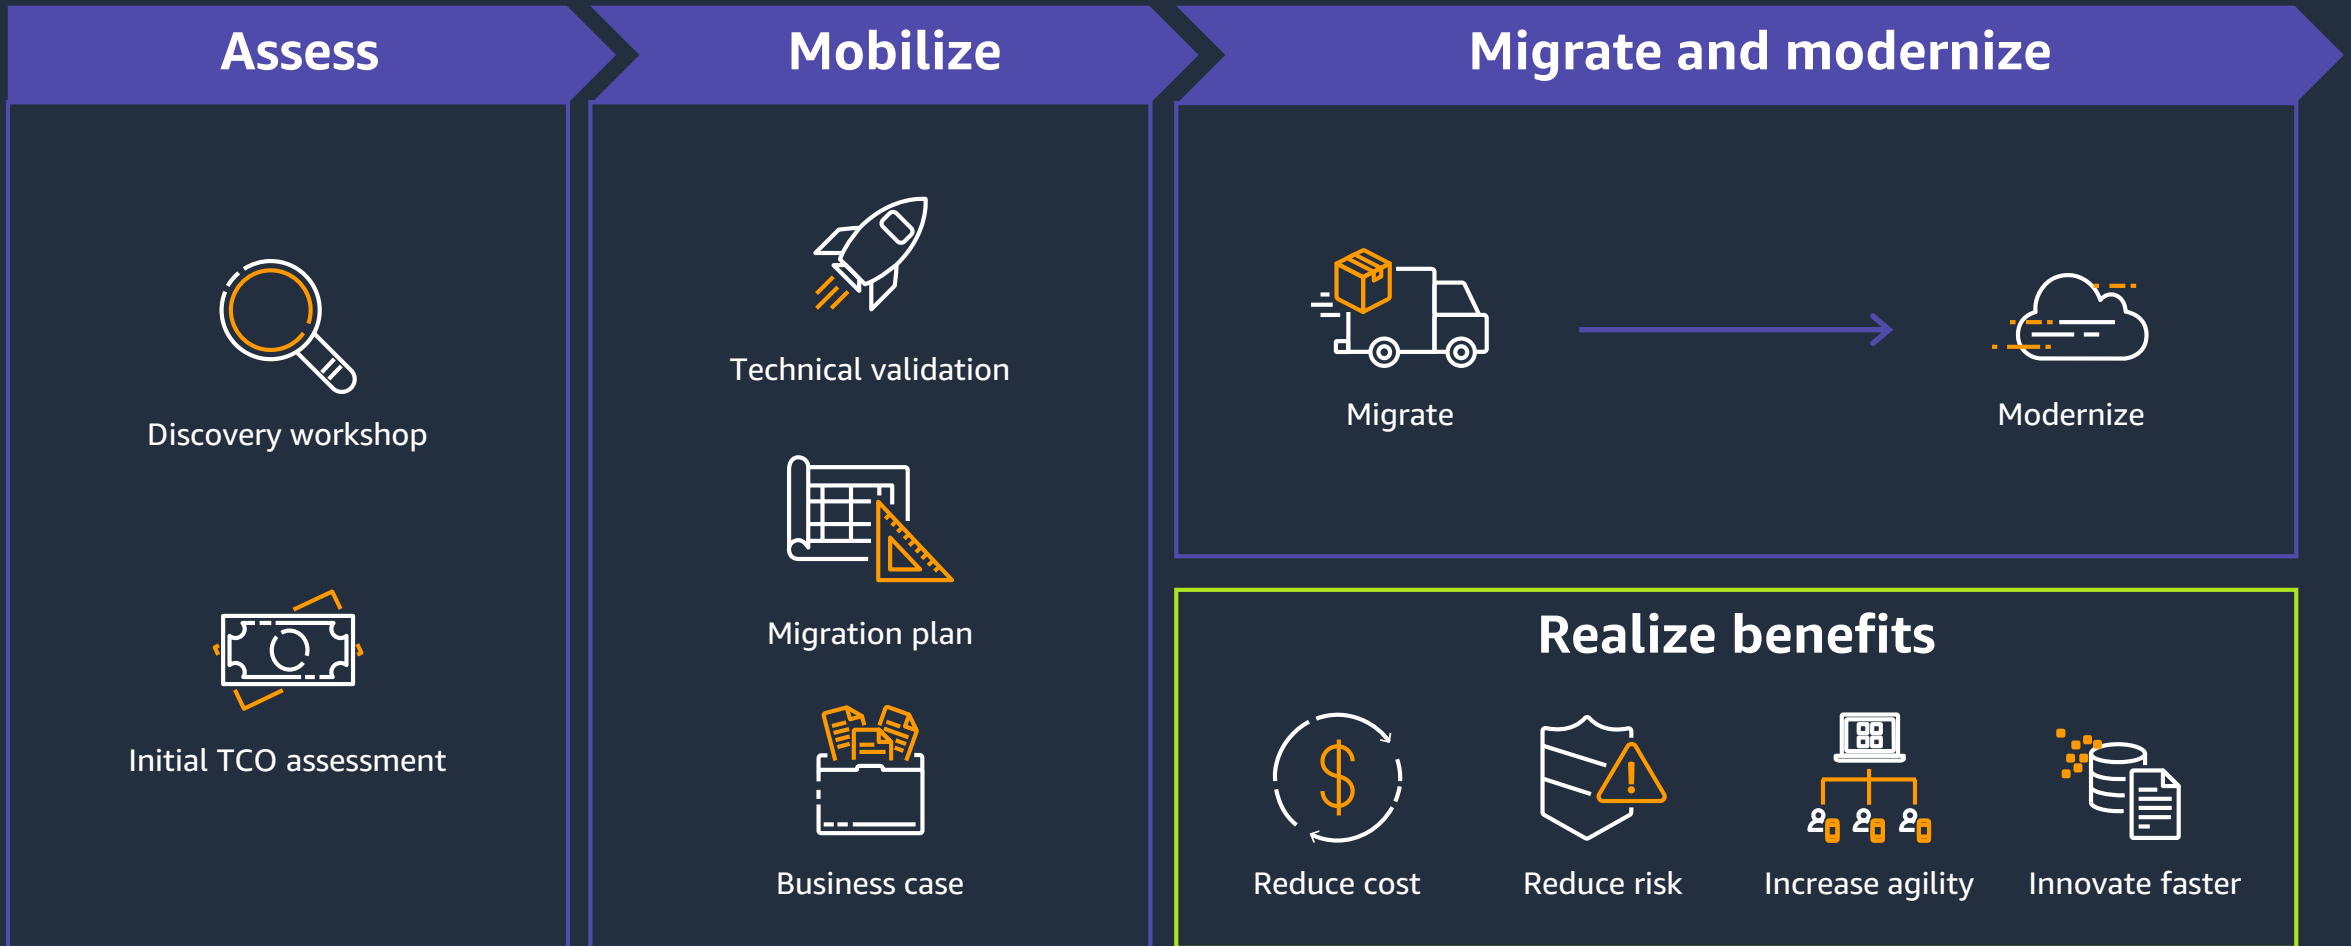 Assess
Discovery workshop
Initial TCO assessment
Mobilize
Technical validation
Migration plan
Business case
Migrate and modernize
Migrate
Modernize
Realize benefits
Reduce cost
Reduce risk
Increase agility
Innovate faster